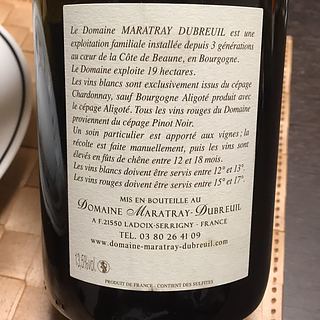 Le Domaine MARATRAY DUBREUIL est une
exploitation familiale installée depuis 3 générations
au cœur de la Côte de Beaune, en Bourgogne.
Le Domaine exploite 19 hectares.
Les vins blancs sont exclusivement issus du cépage
Chardonnay, sauf Bourgogne Aligoté produit avec
le cépage Aligoté. Tous les vins rouges du Domaine
proviennent du cépage Pinot Noir.
Un soin particulier est apporté aux vignes; la
récolte est faite manuellement, puis les vins sont
élevés en fûts de chêne entre 12 et 18 mois.
Les vins blancs doivent être servis entre 12° et 13°.
Les vins rouges doivent être servis entre 15° et 17°.
MIS EN BOUTEILLE AU
DOMAINE MARATRAY-DUBREUIL
A F.21550 LADOIX-SERRIGNY - FRANCE
TEL. 03 80 26 41 09
www.domaine-maratray-dubreuil.com
13,5%vol.
PRODUIT DE FRANCE - CONTIENT DES SULFITES